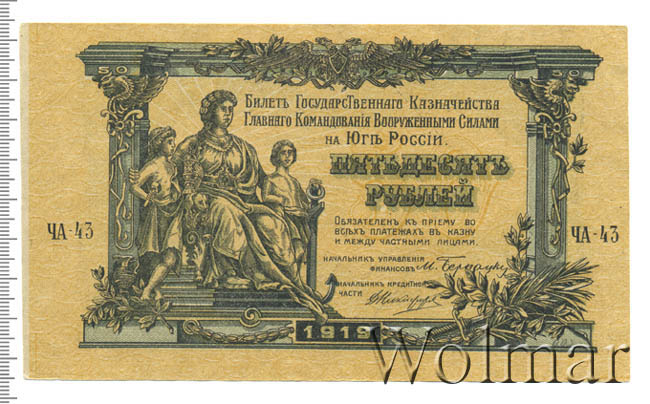 50 50
Билетъ Государственнаго Казначейства
Главнаго Командованія Вооруженными Силами
на Югѣ Россіи.
ПЯТЬДЕСЯТЪ
РУБЛЕЙ
Обязателенъ къ пріему во
всѣхъ платежахъ въ казну
и между частными лицами.
ЧА-43 ЧА-43
НАЧАЛЬНИКЪ УПРАВЛЕНІЯ
ФИНАНСОВЪ
НАЧАЛЬНИКЪ КРЕДИТНОЙ
ЧАСТИ
1919
Wolmar